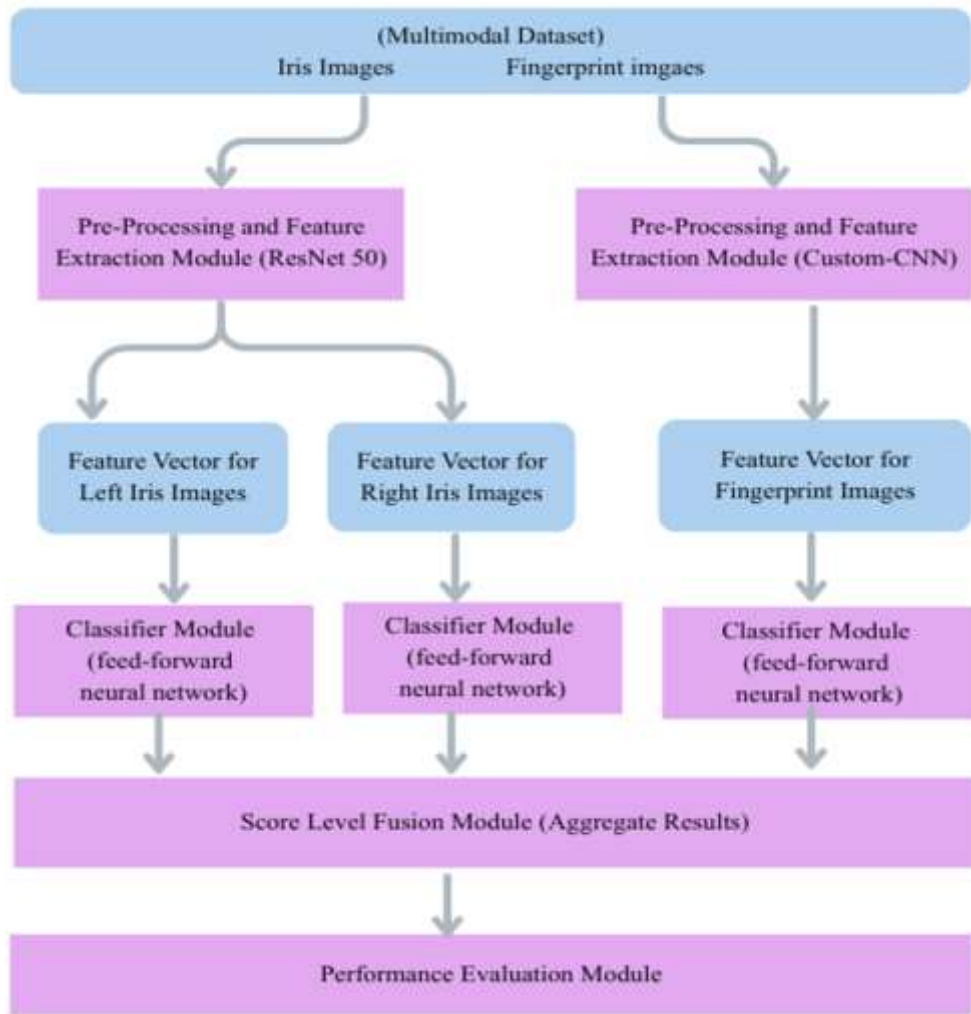 (Multimodal Dataset)
Iris Images Fingerprint imgaes
Pre-Processing and Feature
Extraction Module (ResNet 50)
Pre-Processing and Feature
Extraction Module (Custom-CNN)
Feature Vector for
Left Iris Images
Feature Vector for
Right Iris Images
Feature Vector for
Fingerprint Images
Classifier Module
(feed-forward
neural network)
Classifier Module
(feed-forward
neural network)
Classifier Module
(feed-forward
neural network)
Score Level Fusion Module (Aggregate Results)
Performance Evaluation Module